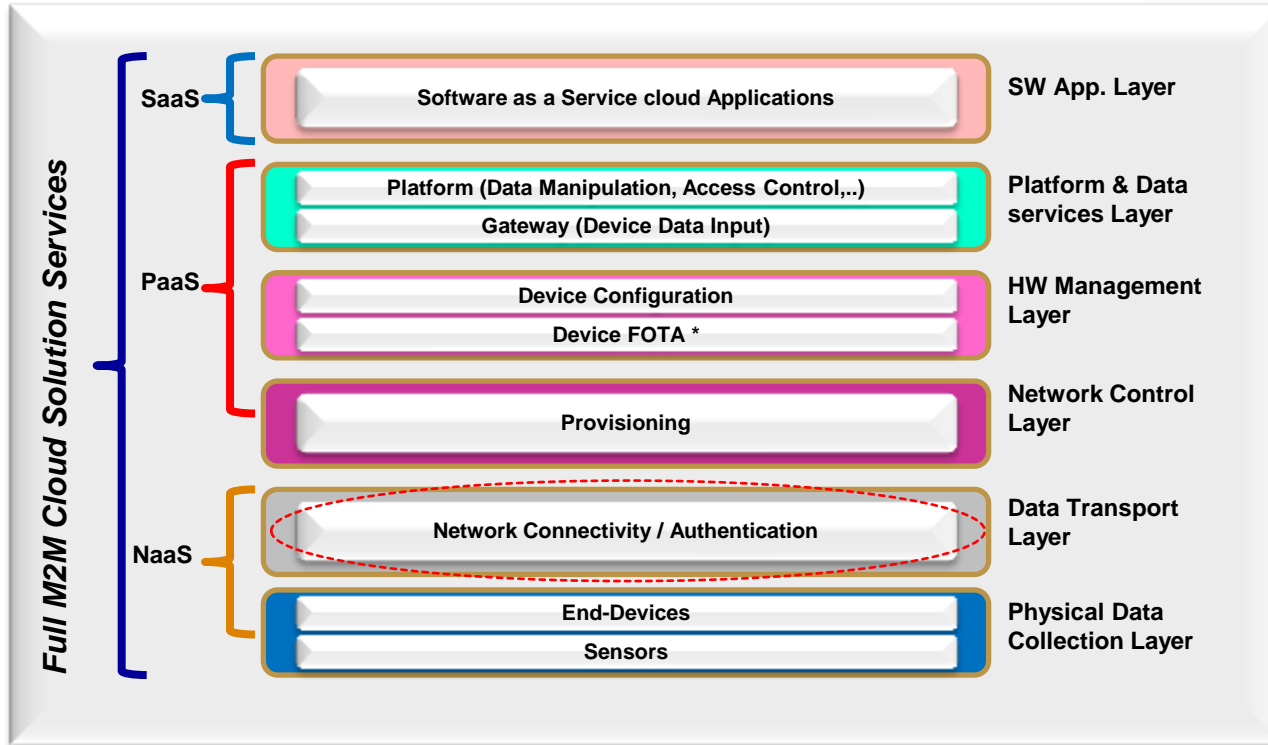 Full M2M Cloud Solution Services
SaaS
Software as a Service cloud Applications
SW App. Layer
PaaS
Platform (Data Manipulation, Access Control,..)
Gateway (Device Data Input)
Platform & Data
services Layer
Device Configuration
Device FOTA *
HW Management
Layer
Provisioning
Network Control
Layer
NaaS
Network Connectivity / Authentication
Data Transport
Layer
End-Devices
Sensors
Physical Data
Collection Layer